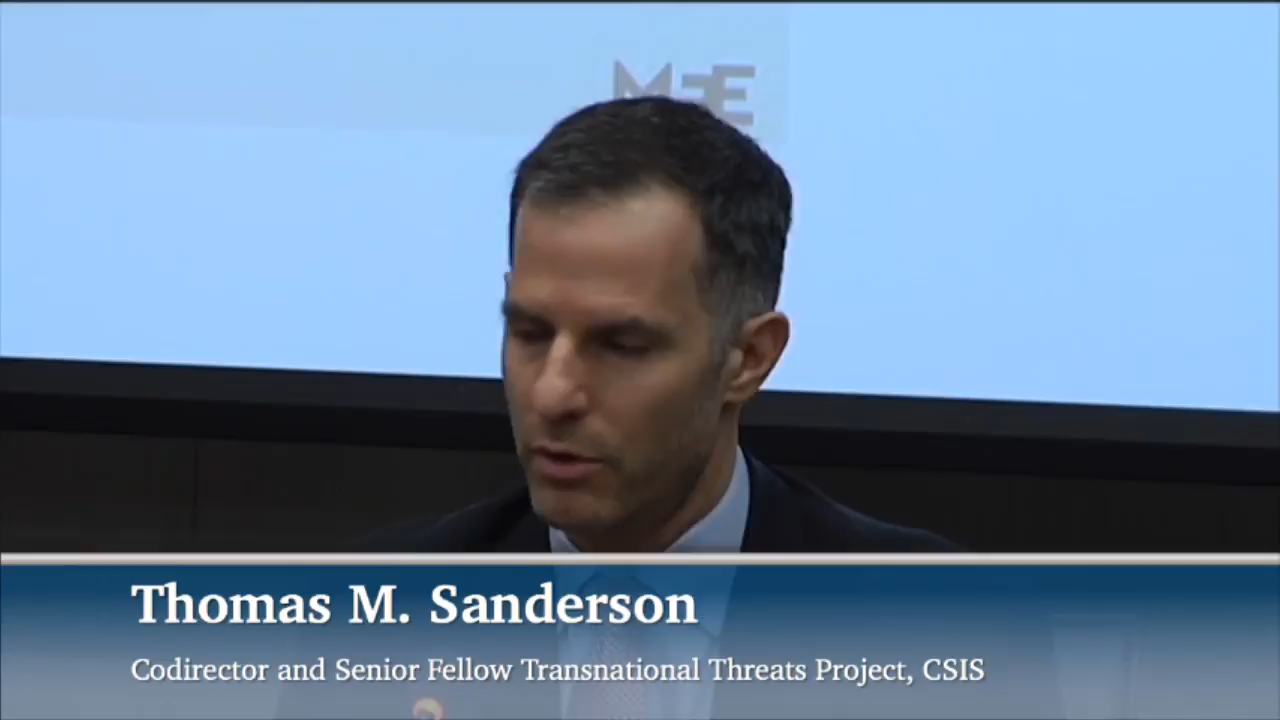 Thomas M. Sanderson
Codirector and Senior Fellow Transnational Threats Project, CSIS